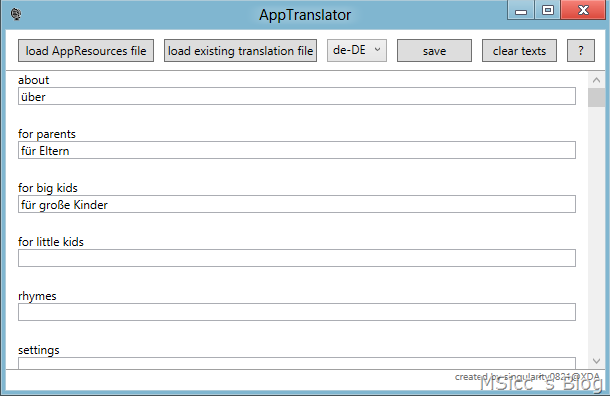 AppTranslator
load AppResources file
load existing translation file
de-DE
save
clear texts
?
about
über
for parents
für Eltern
for big kids
für große Kinder
for little kids
rhymes
settings
created by singularity0821@XDA
MSicc`s Blog